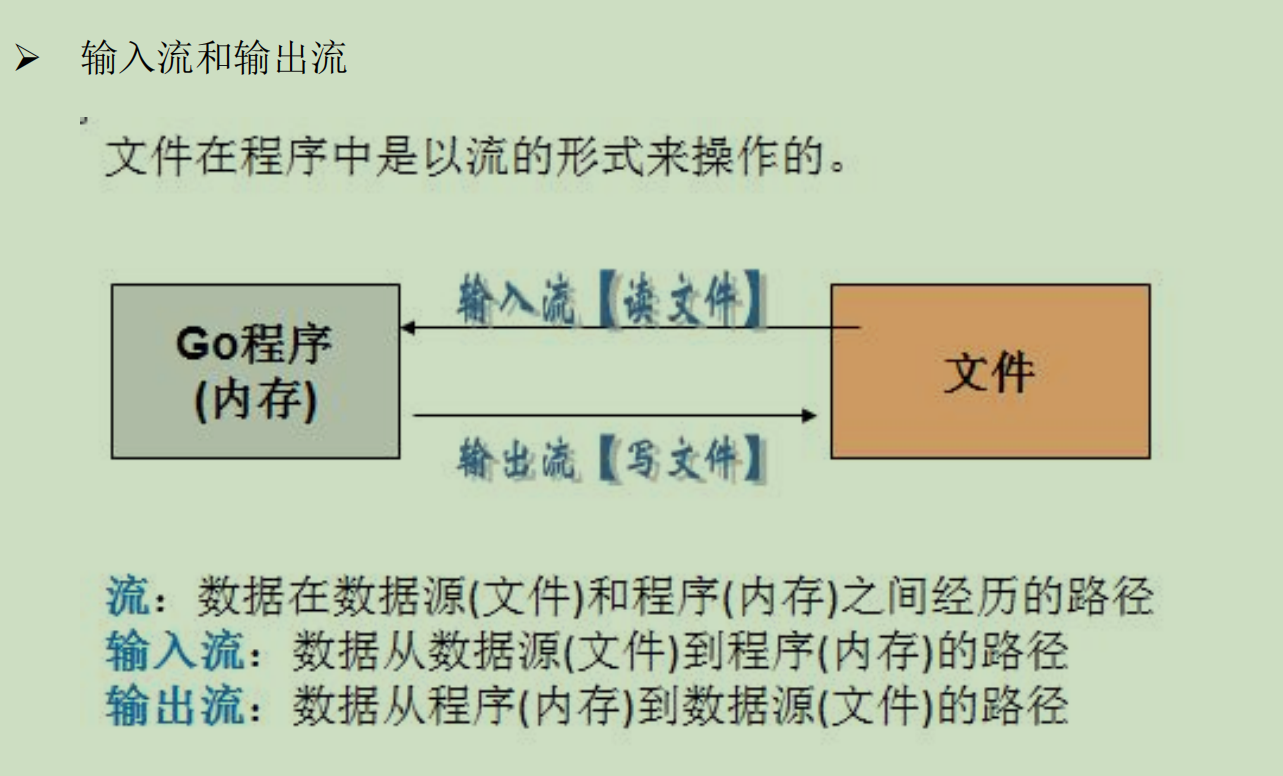 ➢ 输入流和输出流
文件在程序中是以流的形式来操作的。
输入流【读文件】
Go程序
(内存)
文件
输出流【写文件】
流：数据在数据源(文件)和程序(内存)之间经历的路径
输入流：数据从数据源(文件)到程序(内存)的路径
输出流：数据从程序(内存)到数据源(文件)的路径